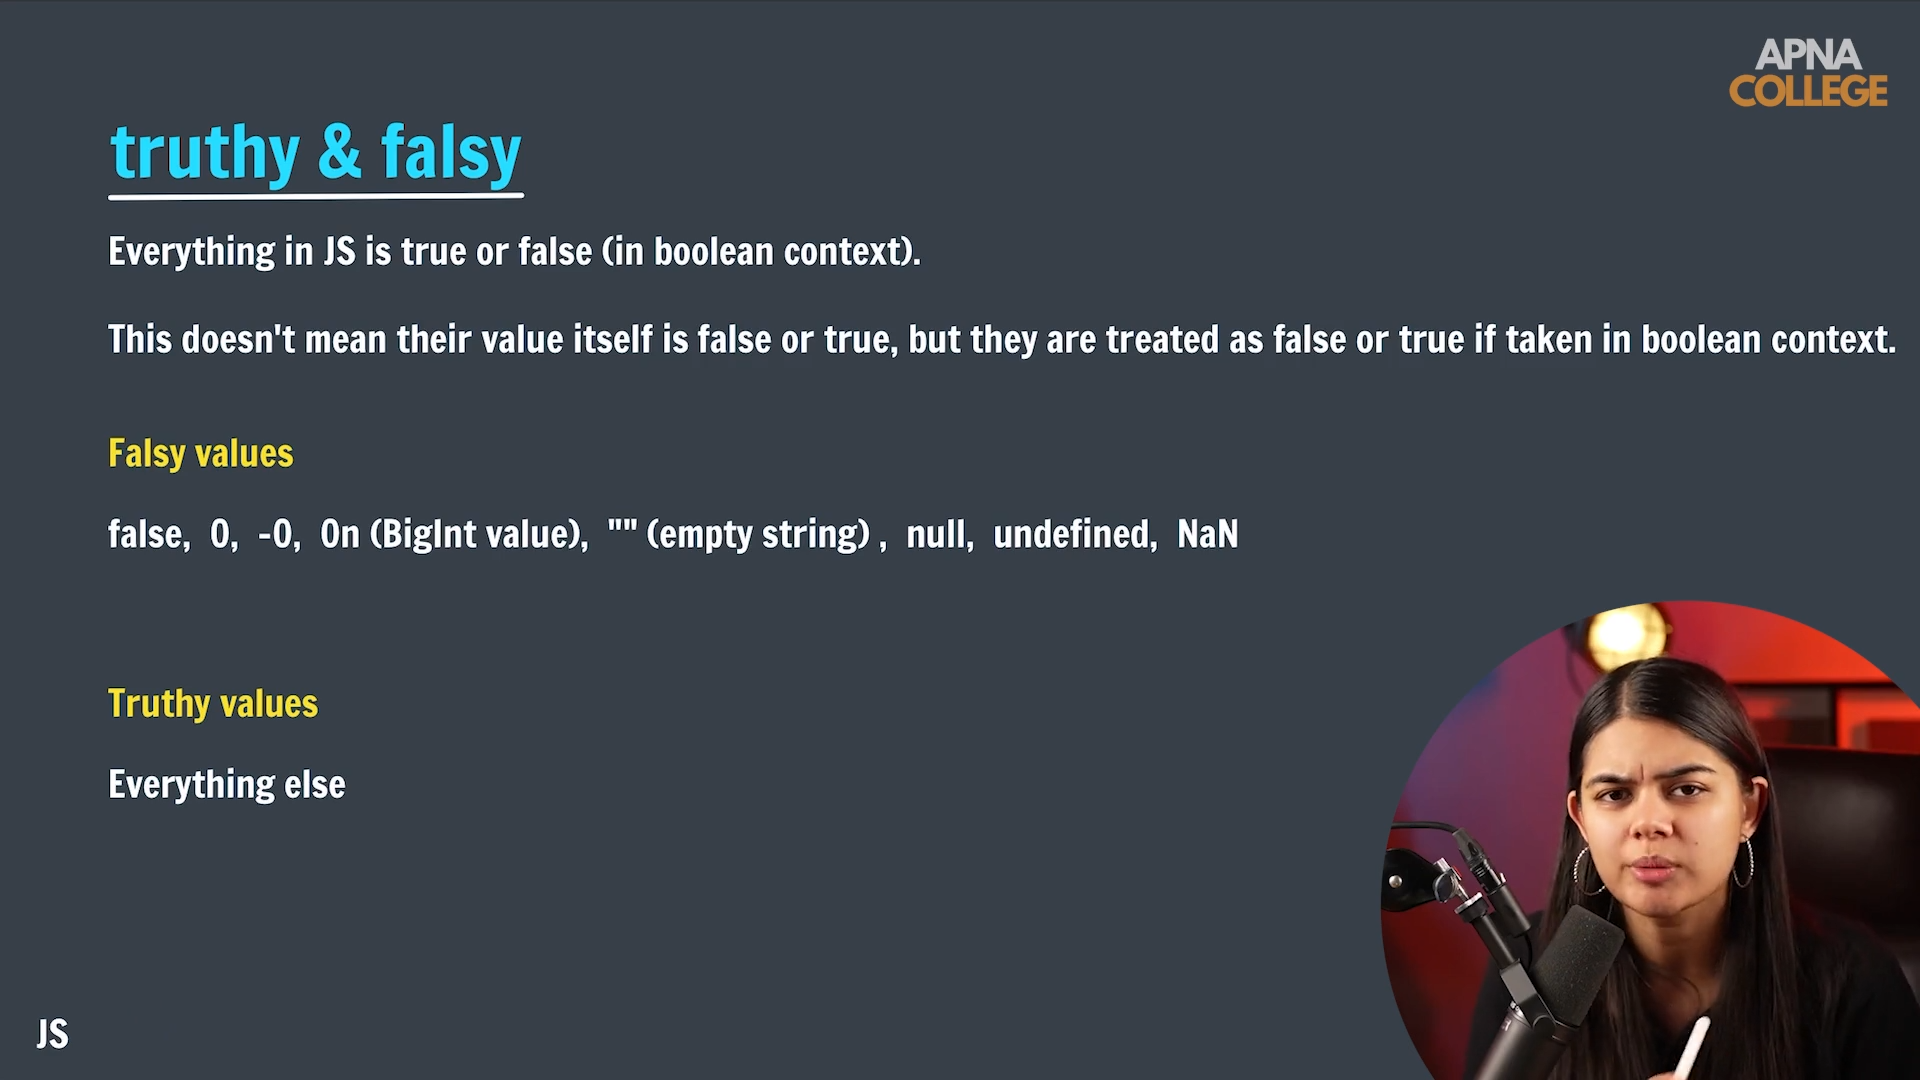 APNA
COLLEGE
truthy & falsy
Everything in JS is true or false (in boolean context).
This doesn't mean their value itself is false or true, but they are treated as false or true if taken in boolean context.
Falsy values
false, 0, -0, 0n (BigInt value), "" (empty string) , null, undefined, NaN
Truthy values
Everything else
JS